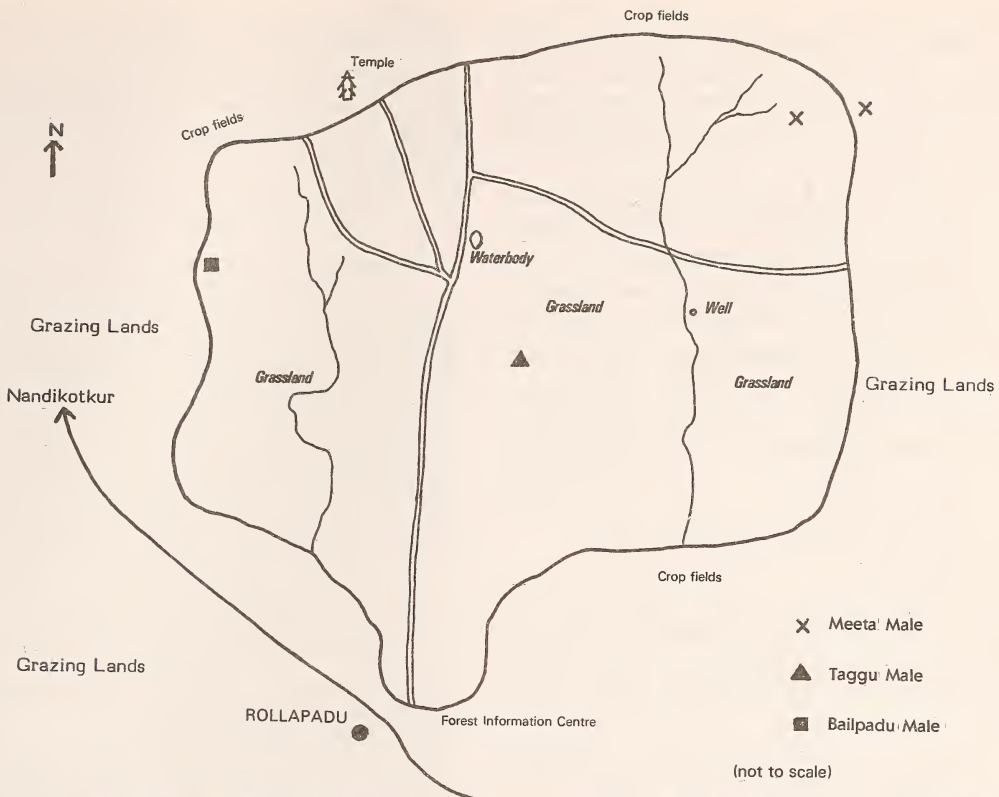 Crop fields
Temple
N
Crop fields
Waterbody
Grassland
Well
Grazing Lands
Grassland
Grassland
Grazing Lands
Nandikotkur
Crop fields
Meeta Male
Taggu Male
Grazing Lands
ROLLAPADU
Forest Information Centre
Bailpadu Male
(not to scale)